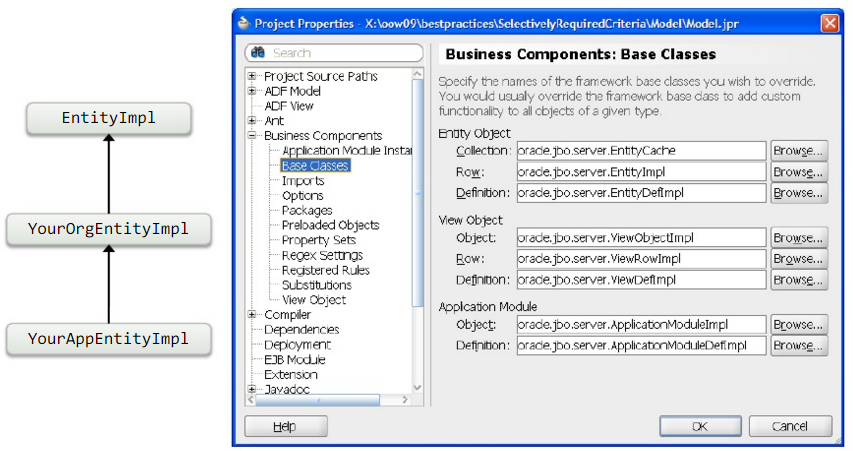 EntityImpl
YourOrgEntityImpl
YourAppEntityImpl
Project Properties - X:\oow09\bestpractices\SelectivelyRequiredCriteria\Model\Model.jpr
Search
Project Source Paths
ADF Model
ADF View
Ant
Business Components
Application Module Instan
Base Classes
Imports
Options
Packages
Preloaded Objects
Property Sets
Regex Settings
Registered Rules
Substitutions
View Object
Compiler
Dependencies
Deployment
EJB Module
Extension
Javadoc
Business Components: Base Classes
Specify the names of the framework base classes you wish to override.
You would usually override the framework base class to add custom
functionality to all objects of a given type.
Entity Object
Collection: oracle.jbo.server.EntityCache Browse...
Row: oracle.jbo.server.EntityImpl Browse...
Definition: oracle.jbo.server.EntityDefImpl Browse...
View Object
Object: oracle.jbo.server.ViewObjectImpl Browse...
Row: oracle.jbo.server.ViewRowImpl Browse...
Definition: oracle.jbo.server.ViewDefImpl Browse...
Application Module
Object: oracle.jbo.server.ApplicationModuleImpl Browse...
Definition: oracle.jbo.server.ApplicationModuleDefImpl Browse...
Help OK Cancel